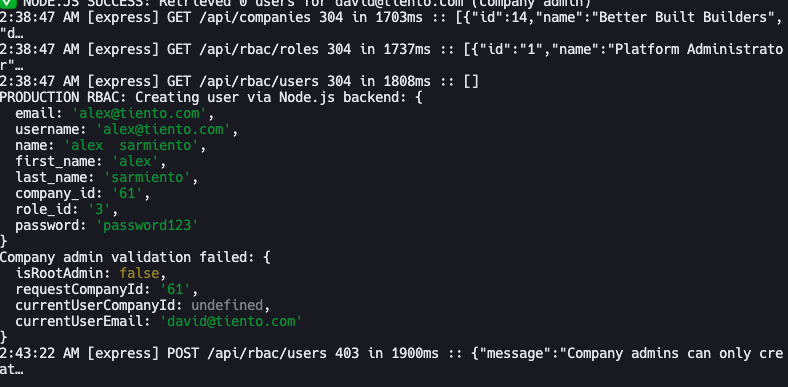 NODE.JS SUCCESS: Retrieved 0 users for david@tiento.com (company admin)
2:38:47 AM [express] GET /api/companies 304 in 1703ms :: [{"id":14,"name":"Better Built Builders",
"d…
2:38:47 AM [express] GET /api/rbac/roles 304 in 1737ms :: [{"id":"1","name":"Platform Administrato
r"…
2:38:47 AM [express] GET /api/rbac/users 304 in 1808ms :: []
PRODUCTION RBAC: Creating user via Node.js backend: {
  email: 'alex@tiento.com',
  username: 'alex@tiento.com',
  name: 'alex  sarmiento',
  first_name: 'alex',
  last_name: 'sarmiento',
  company_id: '61',
  role_id: '3',
  password: 'password123'
}
Company admin validation failed: {
  isRootAdmin: false,
  requestCompanyId: '61',
  currentUserCompanyId: undefined,
  currentUserEmail: 'david@tiento.com'
}
2:43:22 AM [express] POST /api/rbac/users 403 in 1900ms :: {"message":"Company admins can only cre
at…